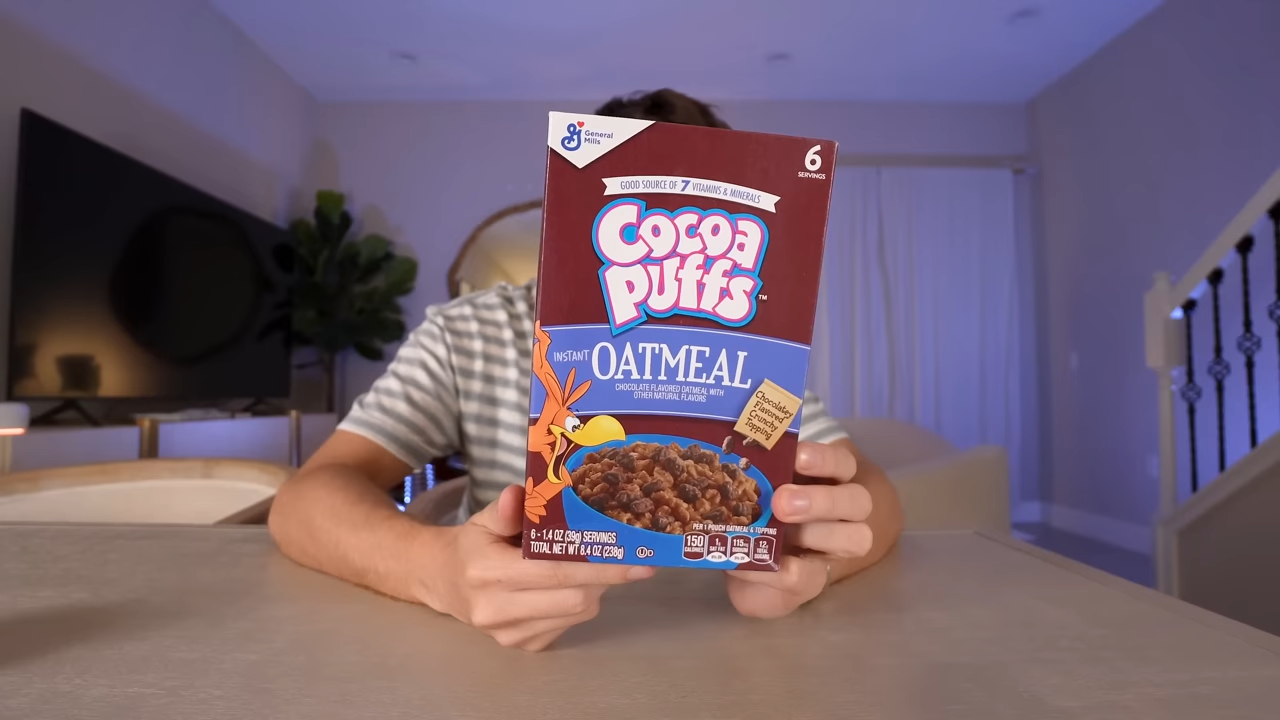 General
Mills
6
SERVINGS
GOOD SOURCE OF 7 VITAMINS & MINERALS
Cocoa
Puffs™
INSTANT OATMEAL
CHOCOLATE FLAVORED OATMEAL WITH
OTHER NATURAL FLAVORS
Chocolatey
Flavored
Crunchy
Topping
PER 1 POUCH OATMEAL & TOPPING
6 - 1.4 OZ (39g) SERVINGS
TOTAL NET WT 8.4 OZ (238g)
U D
150
CALORIES
1g
SAT FAT
115mg
SODIUM
12g
TOTAL
SUGARS